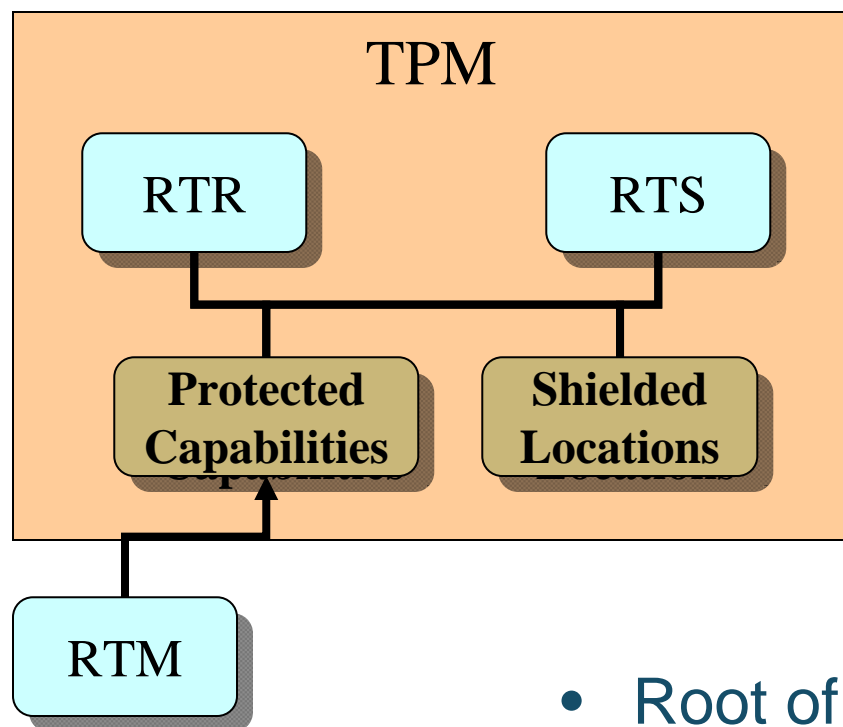 TPM
RTR
RTS
Protected
Capabilities
Shielded
Locations
RTM
• Root of